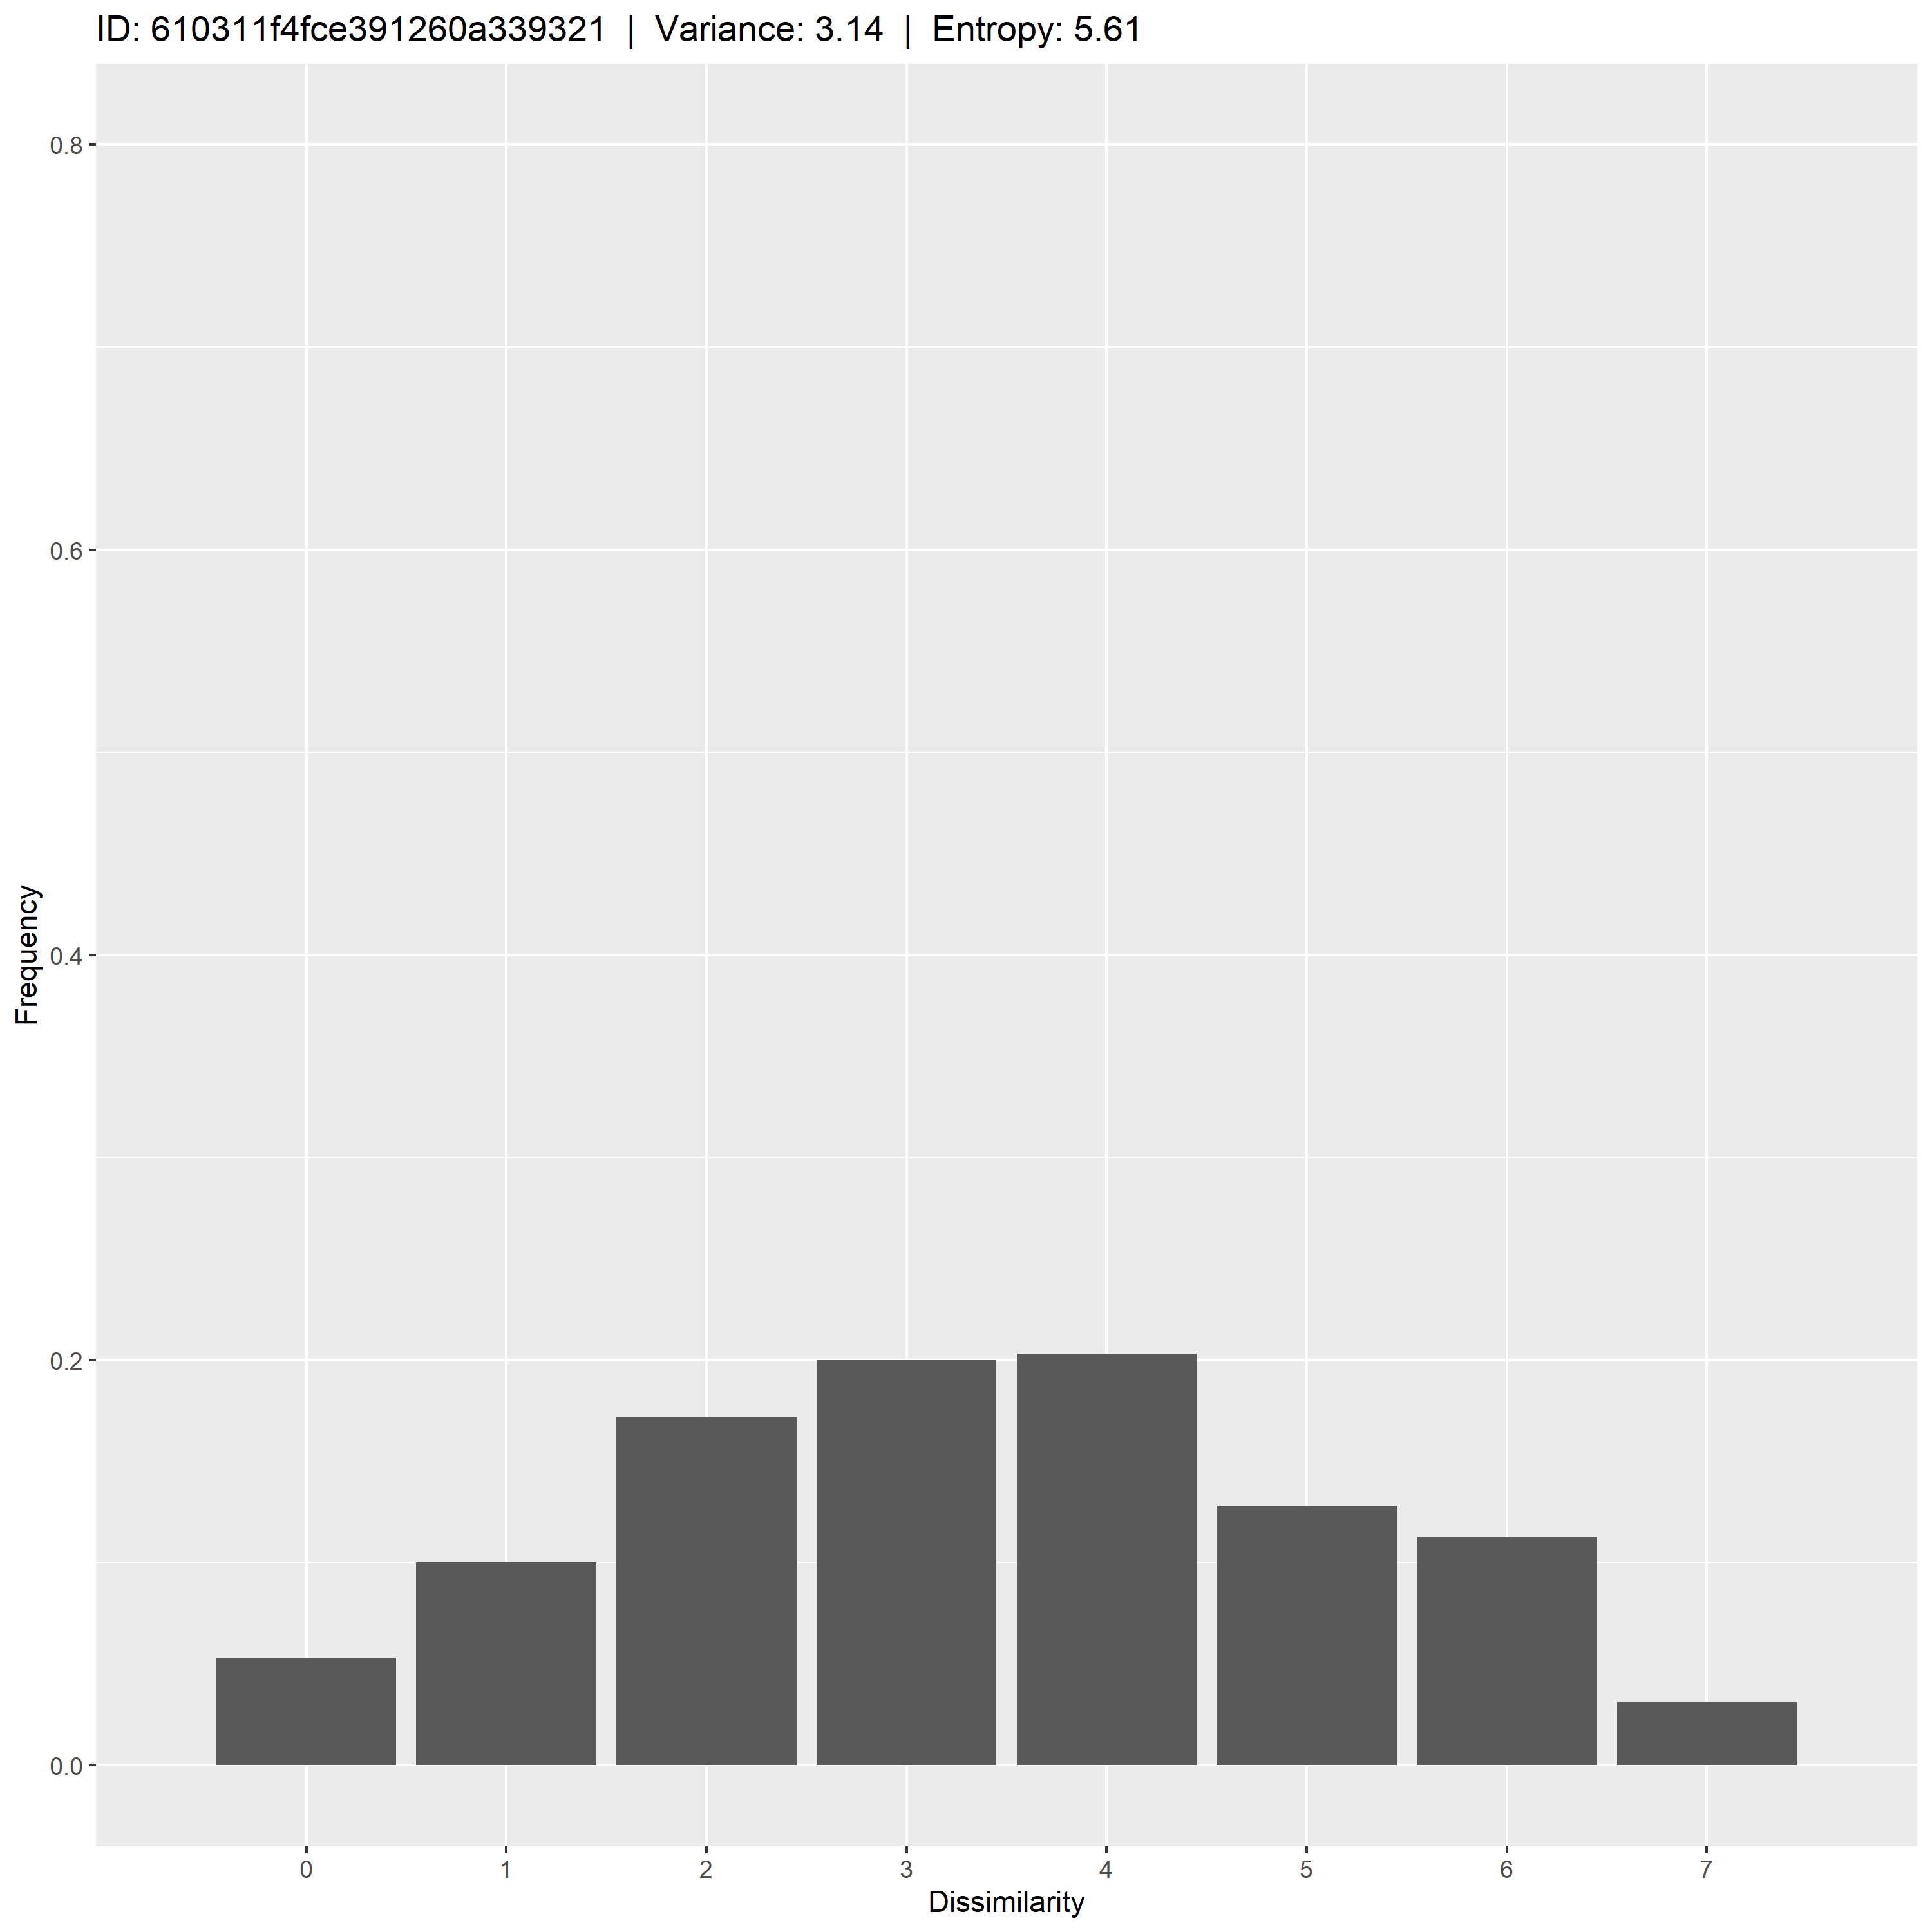 ID: 610311f4fce391260a339321 | Variance: 3.14 | Entropy: 5.61
Frequency
0.8
0.6
0.4
0.2
0.0
0 1 2 3 4 5 6 7
Dissimilarity